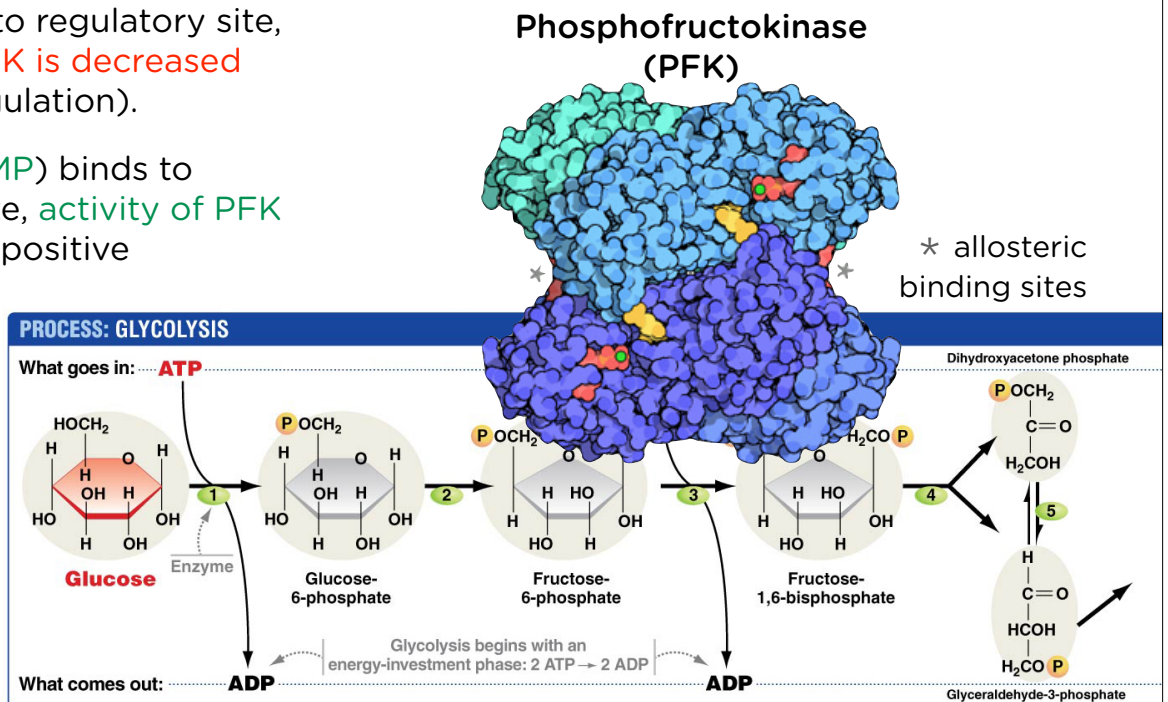 to regulatory site,
K is decreased
gulation).
MP) binds to
e, activity of PFK
positive
Phosphofructokinase
(PFK)
* allosteric
binding sites
*
*
PROCESS: GLYCOLYSIS
What goes in:
ATP
HOCH2
H
H
O
H
OH
H
HO
OH
H
OH
Glucose
1
Enzyme
P OCH2
H
H
O
H
OH
H
HO
OH
H
OH
Glucose-
6-phosphate
2
P OCH2
O
H
HO
H
OH
HO
H
Fructose-
6-phosphate
3
H2CO P
O
H
HO
H
OH
HO
H
Fructose-
1,6-bisphosphate
4
Dihydroxyacetone phosphate
P OCH2
C=O
H2COH
5
H
C=O
HCOH
H2CO P
Glyceraldehyde-3-phosphate
Glycolysis begins with an
energy-investment phase: 2 ATP → 2 ADP
What comes out:
ADP
ADP